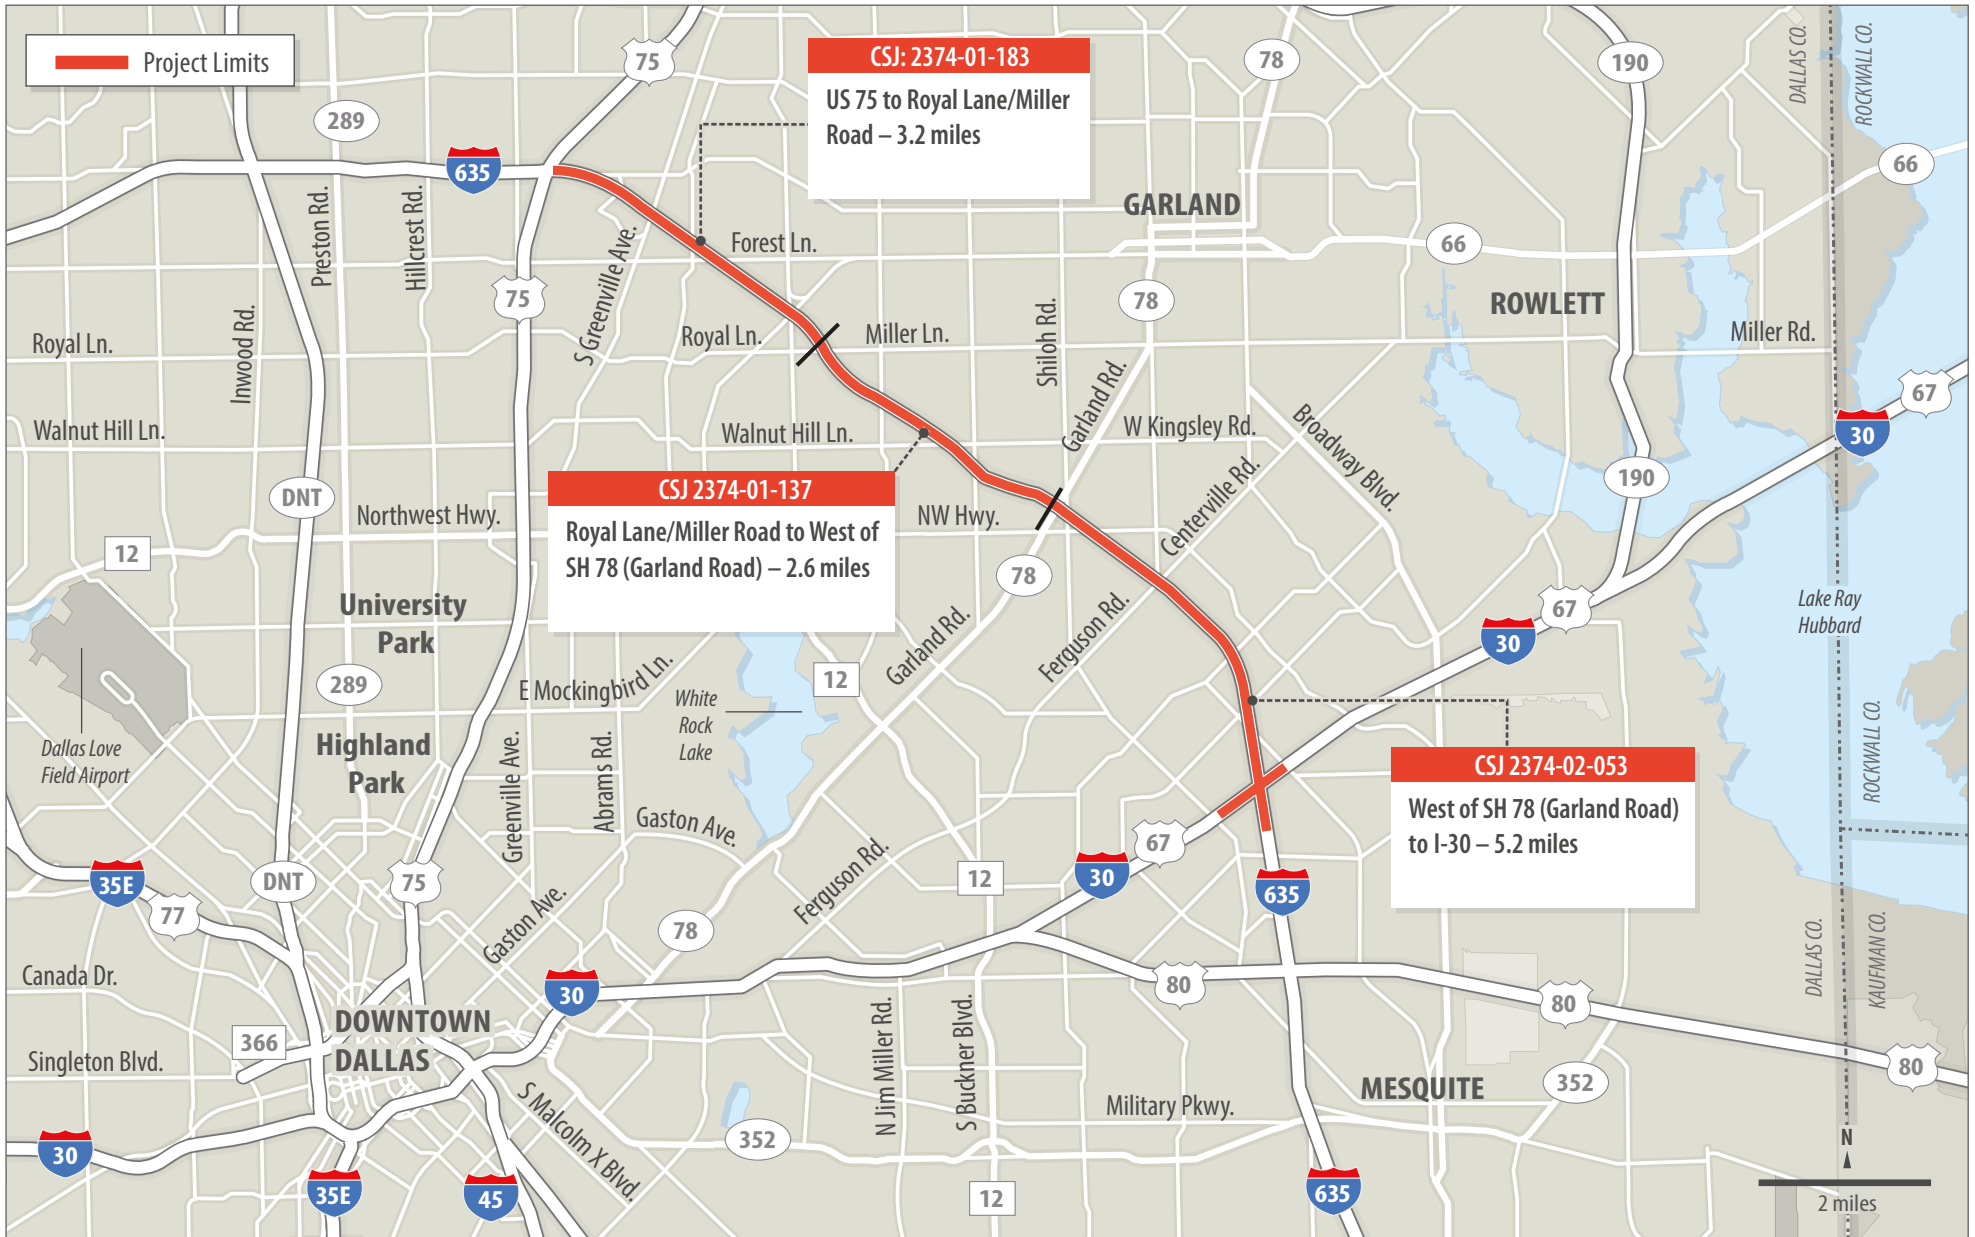 Project Limits
CSJ: 2374-01-183
US 75 to Royal Lane/Miller
Road – 3.2 miles
75
78
190
289
DALLAS CO.
ROCKWALL CO.
66
635
GARLAND
Preston Rd.
Hillcrest Rd.
S Greenville Ave.
Forest Ln.
66
75
78
ROWLETT
Inwood Rd.
Royal Ln.
Royal Ln.
Miller Ln.
Shiloh Rd.
Miller Rd.
Garland Rd.
67
30
Walnut Hill Ln.
Walnut Hill Ln.
W Kingsley Rd.
Broadway Blvd.
Centerville Rd.
190
DNT
CSJ 2374-01-137
Royal Lane/Miller Road to West of
SH 78 (Garland Road) – 2.6 miles
Northwest Hwy.
NW Hwy.
12
78
University
Park
67
30
Lake Ray
Hubbard
Ferguson Rd.
Garland Rd.
289
E Mockingbird Ln.
White
Rock
Lake
12
Dallas Love
Field Airport
Highland
Park
Greenville Ave.
Abrams Rd.
ROCKWALL CO.
CSJ 2374-02-053
West of SH 78 (Garland Road)
to I-30 – 5.2 miles
Gaston Ave.
67
30
35E
DNT
75
12
635
77
Ferguson Rd.
Gaston Ave.
78
DALLAS CO.
KAUFMAN CO.
Canada Dr.
30
80
80
DOWNTOWN
DALLAS
366
N Jim Miller Rd.
S Buckner Blvd.
Singleton Blvd.
80
MESQUITE
352
S Malcolm X Blvd.
Military Pkwy.
352
30
N
35E
45
12
635
2 miles